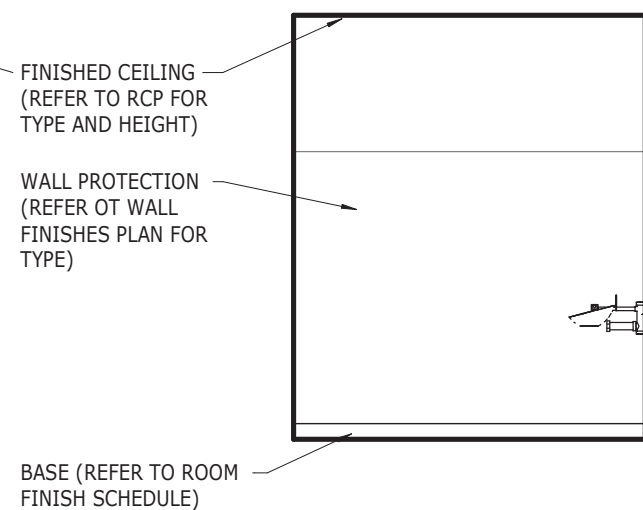 FINISHED CEILING
(REFER TO RCP FOR
TYPE AND HEIGHT)
WALL PROTECTION
(REFER OT WALL
FINISHES PLAN FOR
TYPE)
BASE (REFER TO ROOM
FINISH SCHEDULE)